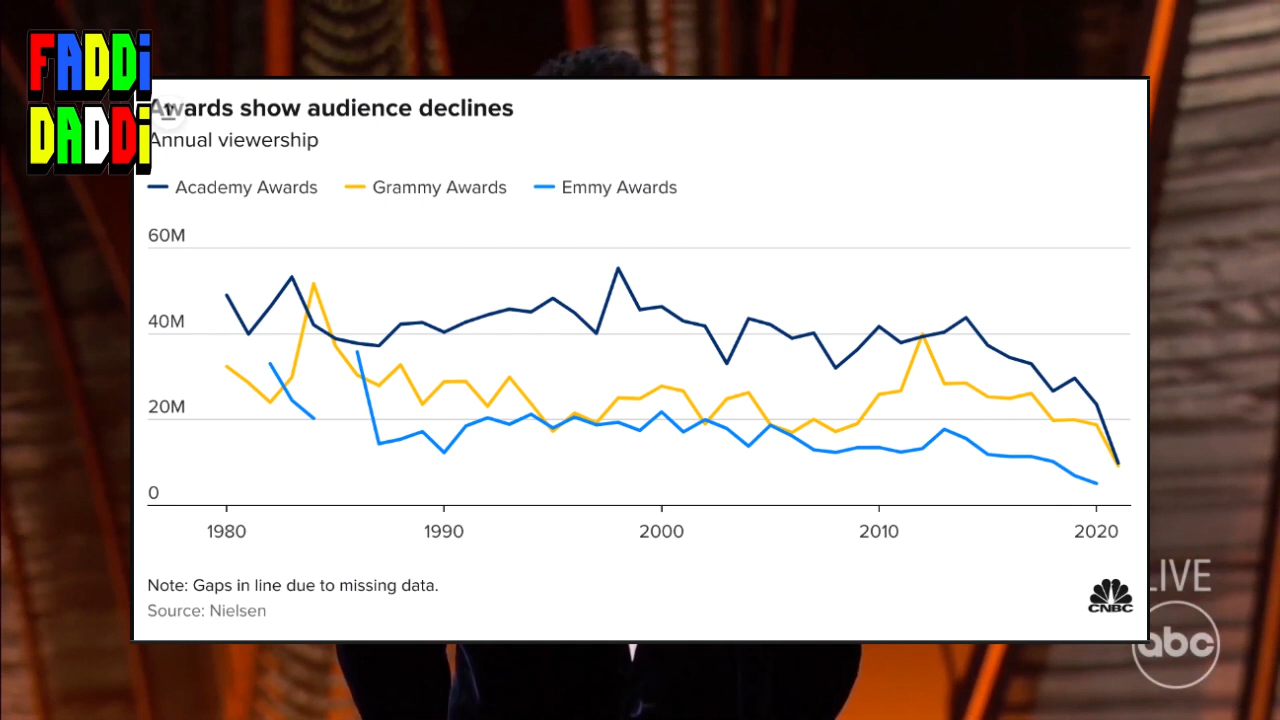 FADDi
DADDi
Awards show audience declines
Annual viewership
Academy Awards
Grammy Awards
Emmy Awards
60M
40M
20M
0
1980
1990
2000
2010
2020
Note: Gaps in line due to missing data.
Source: Nielsen
CNBC
LIVE
abc